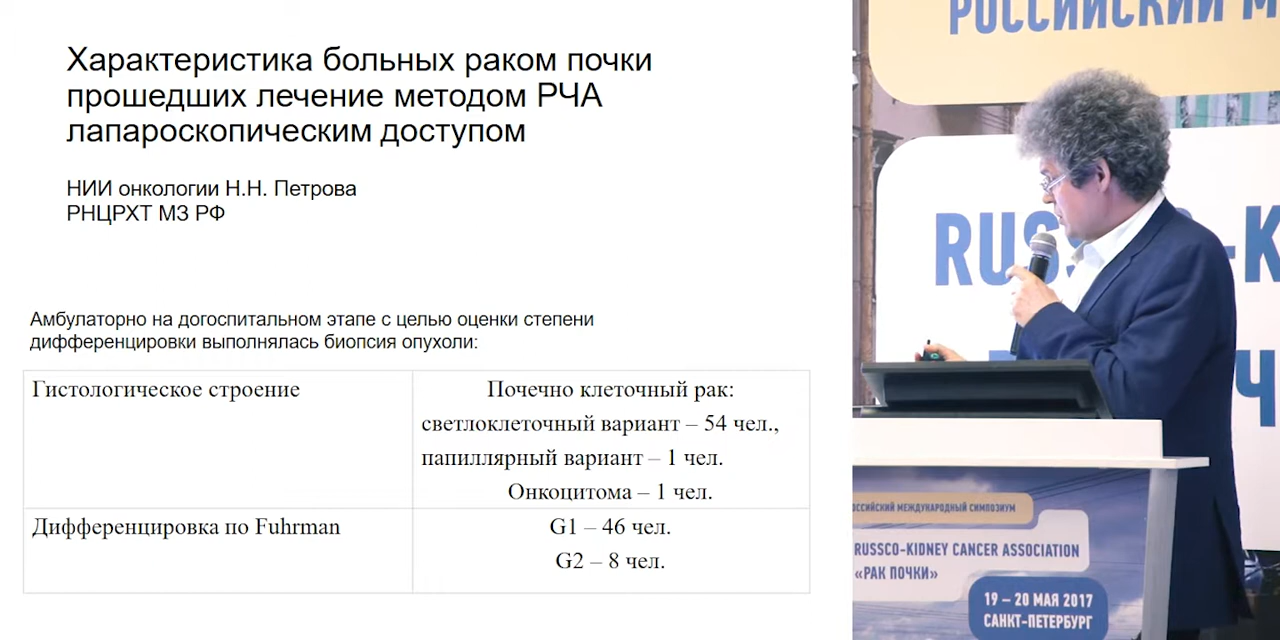 Характеристика больных раком почки
прошедших лечение методом РЧА
лапароскопическим доступом
НИИ онкологии Н.Н. Петрова
РНЦРХТ МЗ РФ
Амбулаторно на догоспитальном этапе с целью оценки степени
дифференцировки выполнялась биопсия опухоли:
Гистологическое строение
Почечно клеточный рак:
светлоклеточный вариант – 54 чел.,
папиллярный вариант – 1 чел.
Онкоцитома – 1 чел.
Дифференцировка по Fuhrman
G1 – 46 чел.
G2 – 8 чел.
РОССИЙСКИЙ М
RUSS
-K
Ч
ОССИЙСКИЙ МЕЖДУНАРОДНЫЙ СИМПОЗИУМ
RUSSCO-KIDNEY CANCER ASSOCIATION
«РАК ПОЧКИ»
19 – 20 МАЯ 2017
САНКТ-ПЕТЕРБУРГ